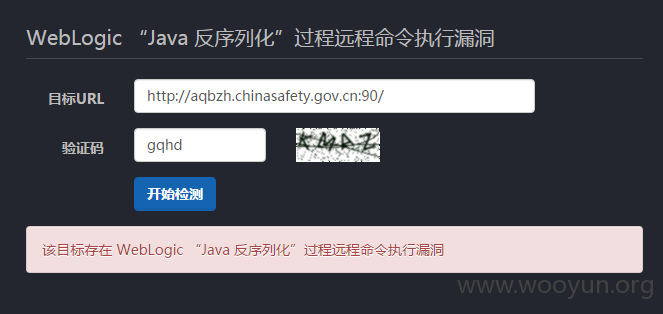 WebLogic “Java 反序列化”过程远程命令执行漏洞
目标URL http://aqbzh.chinasafety.gov.cn:90/
验证码 gqhd KMRZ
开始检测
该目标存在 WebLogic “Java 反序列化”过程远程命令执行漏洞
www.wooyun.org